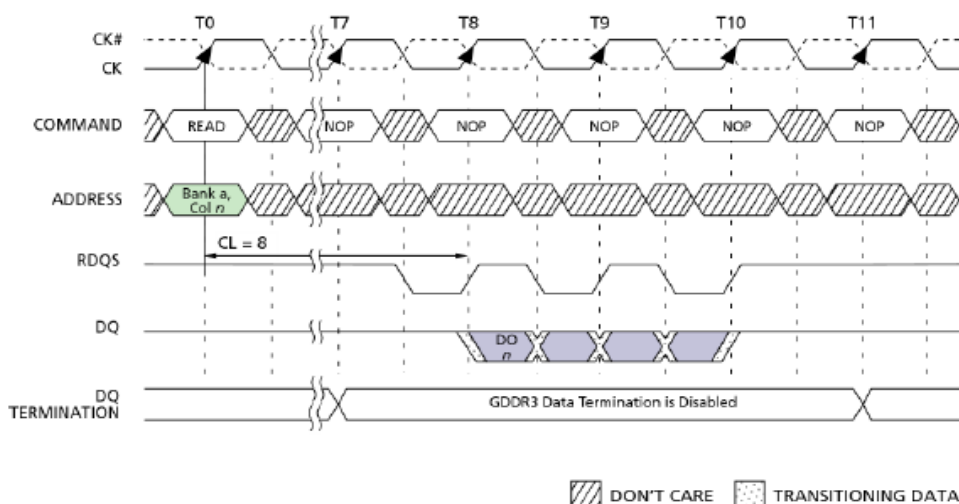 T0 T7 T8 T9 T10 T11
CK#
CK
COMMAND READ NOP NOP NOP NOP NOP
ADDRESS Bank a,
Col n
CL = 8
RDQS
DQ DO
n
DQ
TERMINATION GDDR3 Data Termination is Disabled
DON'T CARE TRANSITIONING DATA